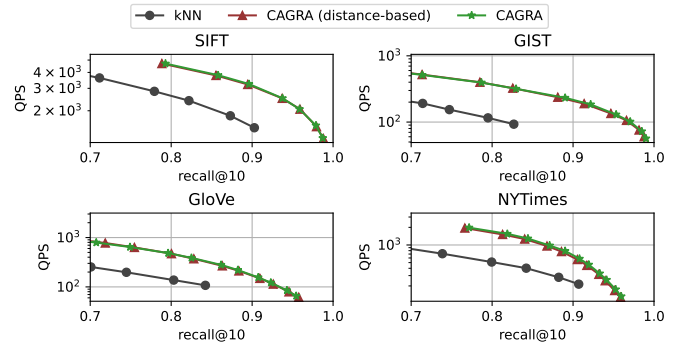 kNN CAGRA (distance-based) CAGRA
SIFT
4 × 10³
3 × 10³
2 × 10³
QPS
0.7 0.8 0.9 1.0
recall@10
GIST
10³
10²
QPS
0.7 0.8 0.9 1.0
recall@10
GloVe
10³
10²
QPS
0.7 0.8 0.9 1.0
recall@10
NYTimes
10³
QPS
0.7 0.8 0.9 1.0
recall@10